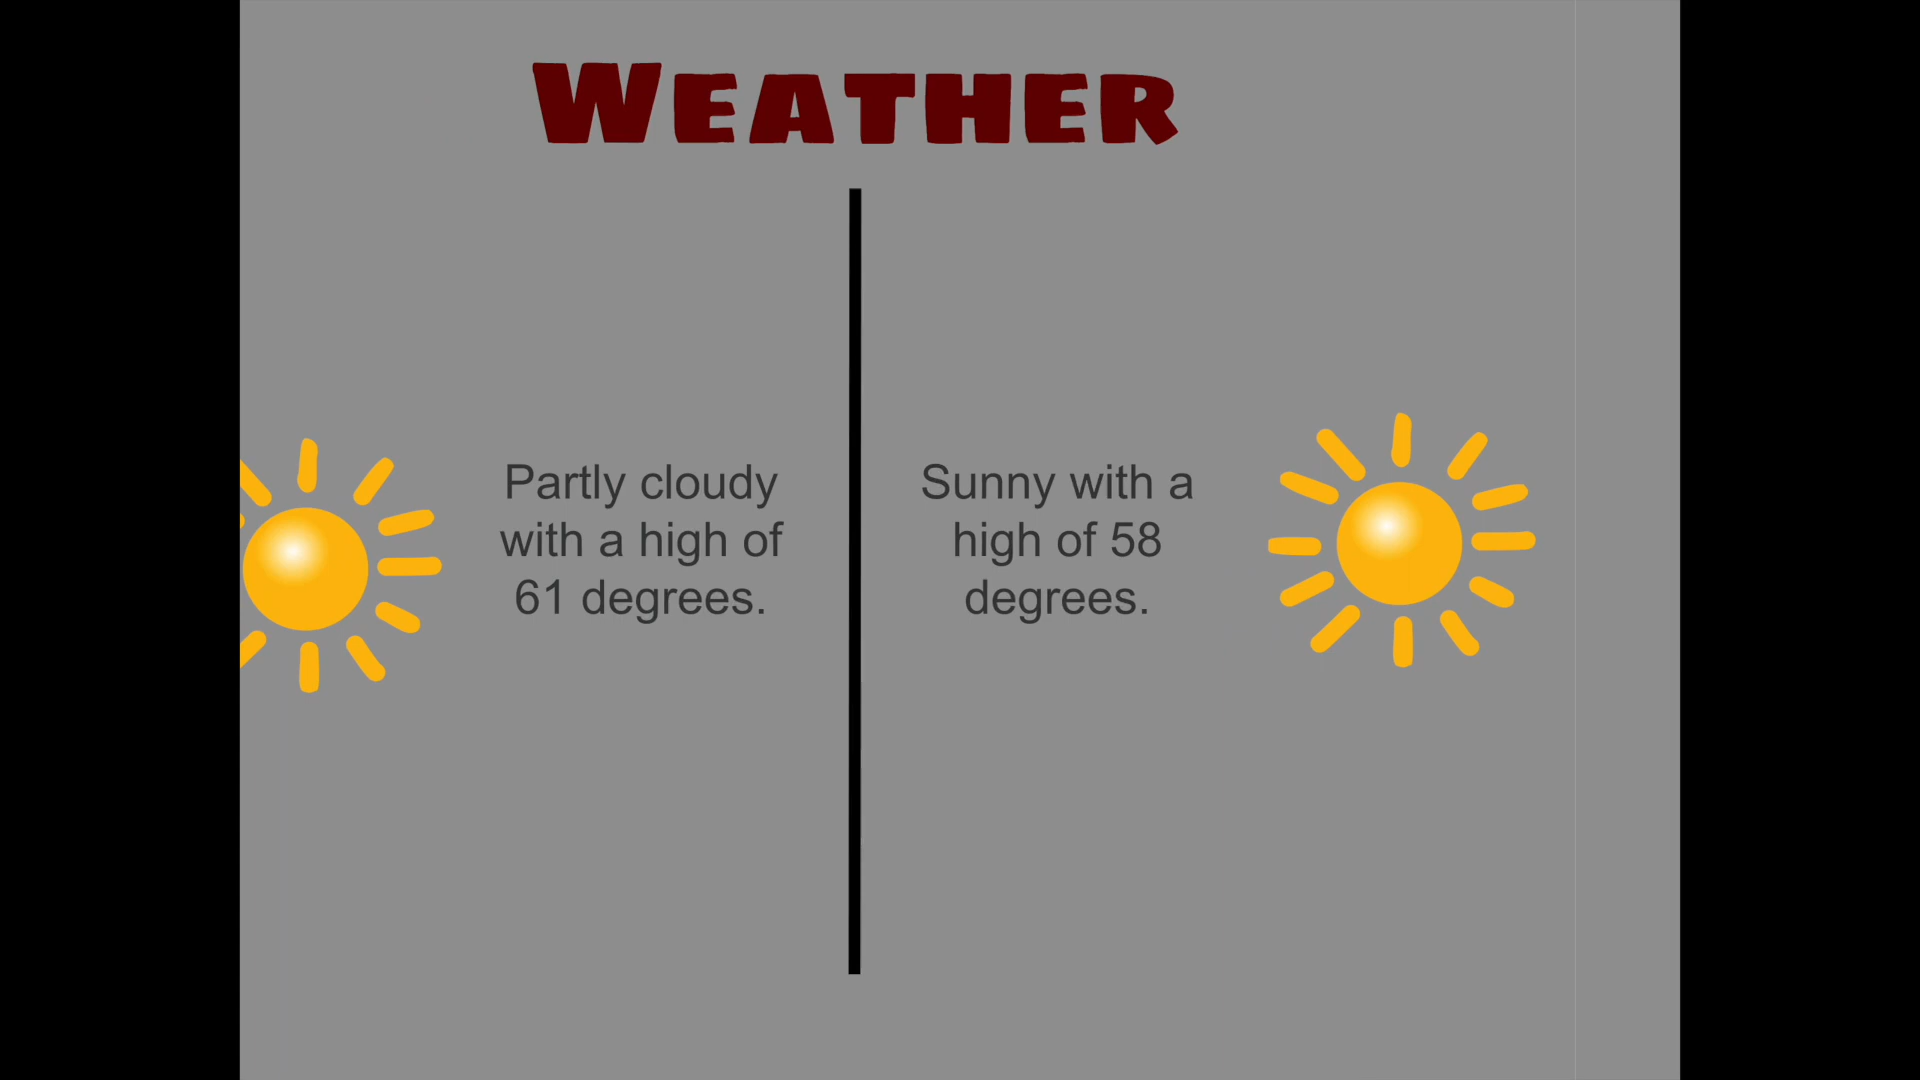 WEATHER
Partly cloudy
with a high of
61 degrees.
Sunny with a
high of 58
degrees.